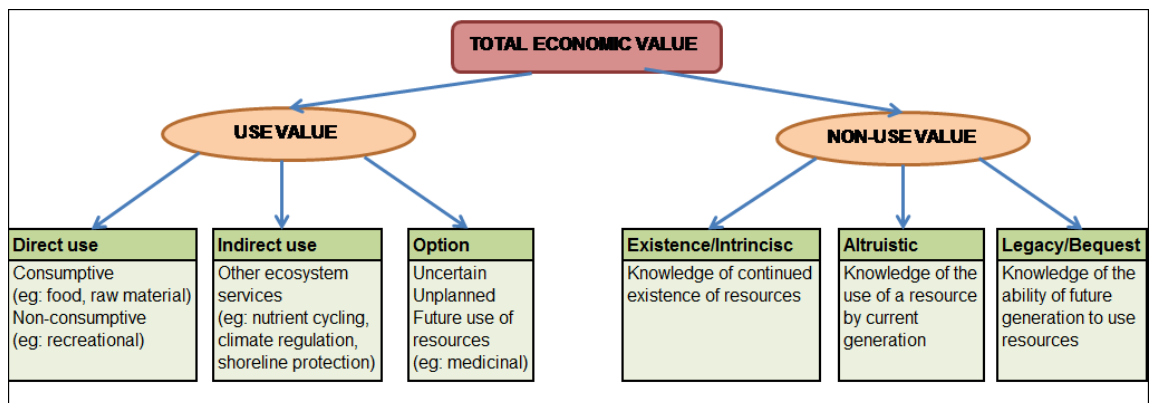 TOTAL ECONOMIC VALUE
USE VALUE
NON-USE VALUE
Direct use
Consumptive
(eg: food, raw material)
Non-consumptive
(eg: recreational)
Indirect use
Other ecosystem
services
(eg: nutrient cycling,
climate regulation,
shoreline protection)
Option
Uncertain
Unplanned
Future use of
resources
(eg: medicinal)
Existence/Intrincisc
Knowledge of continued
existence of resources
Altruistic
Knowledge of the
use of a resource
by current
generation
Legacy/Bequest
Knowledge of the
ability of future
generation to use
resources